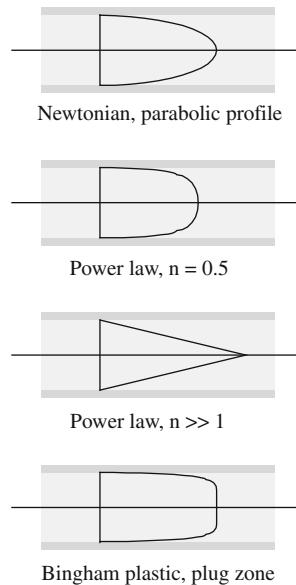 Newtonian, parabolic profile
Power law, n = 0.5
Power law, n >> 1
Bingham plastic, plug zone